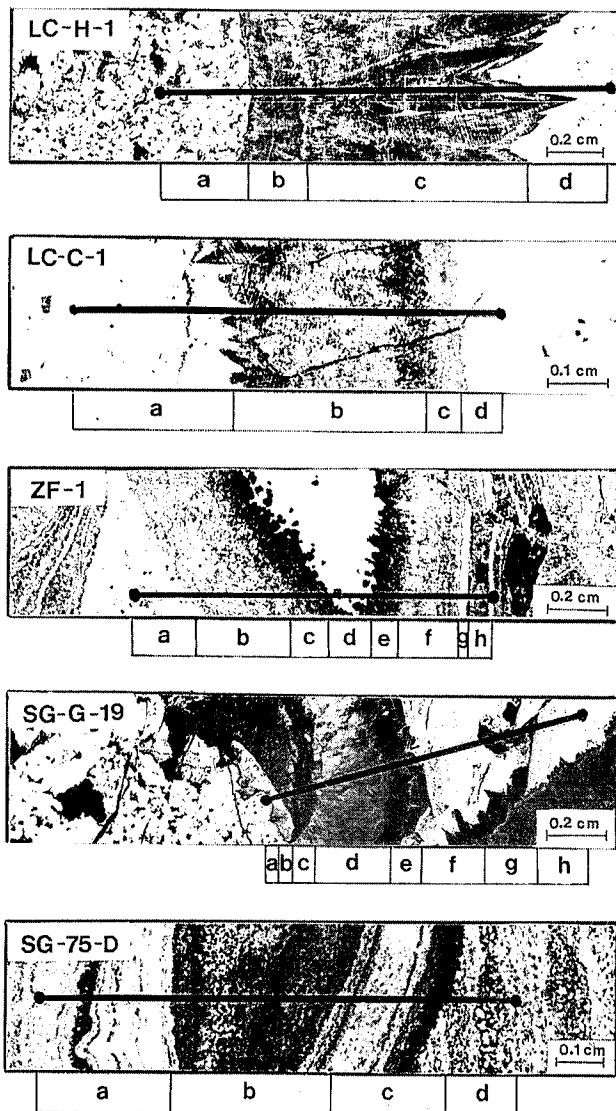 LC-H-1
0.2 cm
a b c d
LC-C-1
0.1 cm
a b c d
ZF-1
0.2 cm
a b c d e f g h
SG-G-19
0.2 cm
a b c d e f g h
SG-75-D
0.1 cm
a b c d